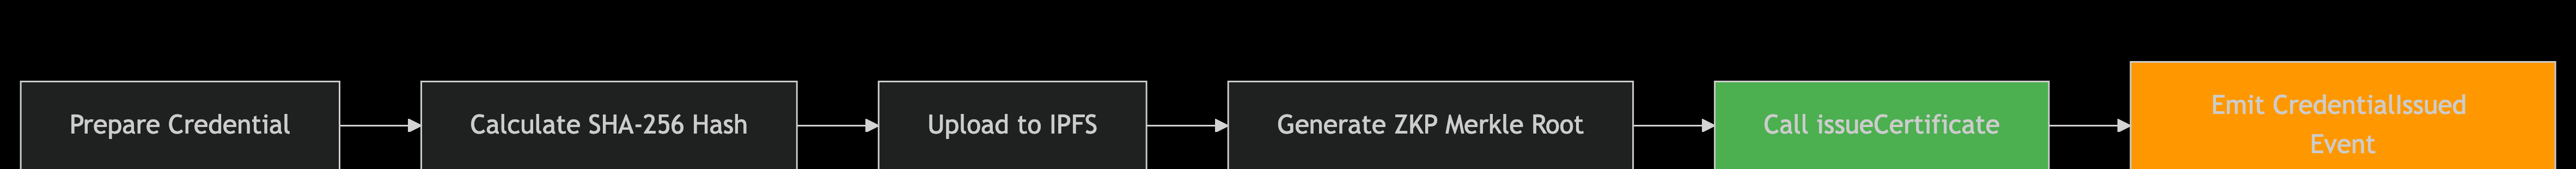 Prepare Credential
Calculate SHA-256 Hash
Upload to IPFS
Generate ZKP Merkle Root
Call issueCertificate
Emit CredentialIssued
Event